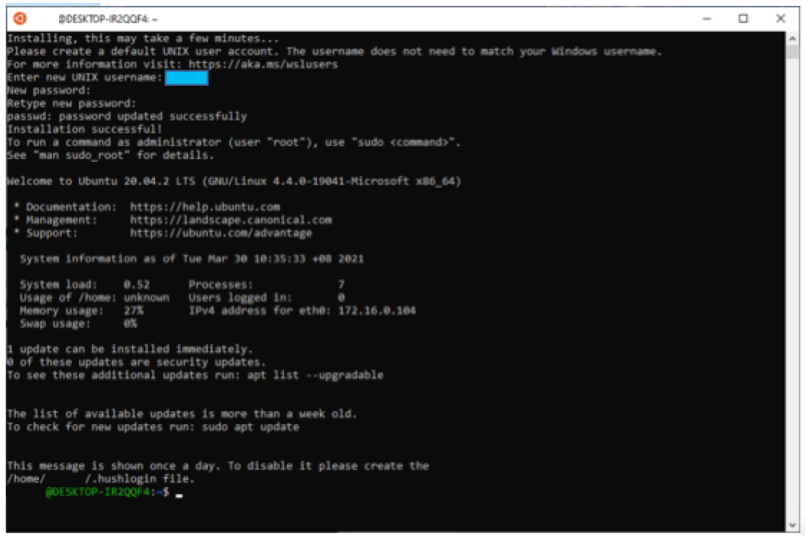 @DESKTOP-IR2QQF4: ~
Installing, this may take a few minutes...
Please create a default UNIX user account. The username does not need to match your Windows username.
For more information visit: https://aka.ms/wslusers
Enter new UNIX username:
New password:
Retype new password:
passwd: password updated successfully
Installation successful!
To run a command as administrator (user "root"), use "sudo <command>".
See "man sudo_root" for details.
Welcome to Ubuntu 20.04.2 LTS (GNU/Linux 4.4.0-19041-Microsoft x86_64)
* Documentation: https://help.ubuntu.com
* Management: https://landscape.canonical.com
* Support: https://ubuntu.com/advantage
System information as of Tue Mar 30 10:35:33 +08 2021
System load: 0.52 Processes: 7
Usage of /home: unknown Users logged in: 0
Memory usage: 27% IPv4 address for eth0: 172.16.0.104
Swap usage: 0%
1 update can be installed immediately.
0 of these updates are security updates.
To see these additional updates run: apt list --upgradable
The list of available updates is more than a week old.
To check for new updates run: sudo apt update
This message is shown once a day. To disable it please create the
/home/ /.hushlogin file.
@DESKTOP-IR2QQF4:~$ _